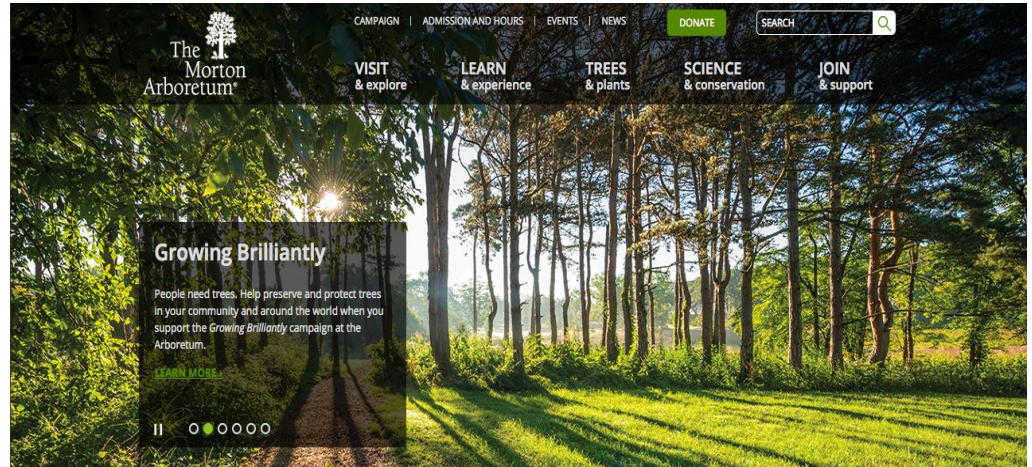 The
Morton
Arboretum®
CAMPAIGN | ADMISSION AND HOURS | EVENTS | NEWS
DONATE
SEARCH
VISIT
& explore
LEARN
& experience
TREES
& plants
SCIENCE
& conservation
JOIN
& support
Growing Brilliantly
People need trees. Help preserve and protect trees
in your community and around the world when you
support the Growing Brilliantly campaign at the
Arboretum.
LEARN MORE ›